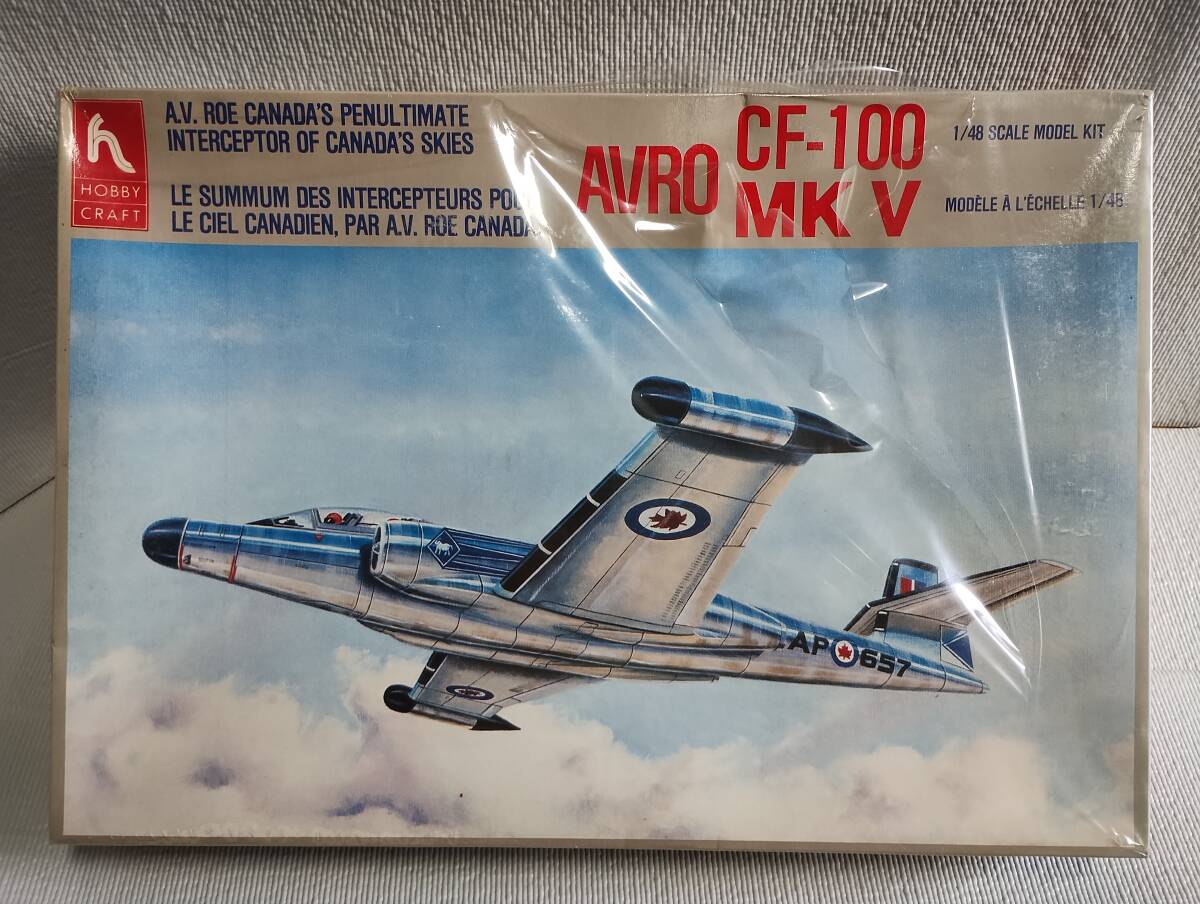 h
HOBBY
CRAFT
A.V. ROE CANADA'S PENULTIMATE
INTERCEPTOR OF CANADA'S SKIES
LE SUMMUM DES INTERCEPTEURS
LE CIEL CANADIEN, PAR A.V. ROE CANADA.
AVRO
CF-100
MK V
1/48 SCALE MODEL KIT
MODÈLE À L'ÉCHELLE 1/48
AP 657